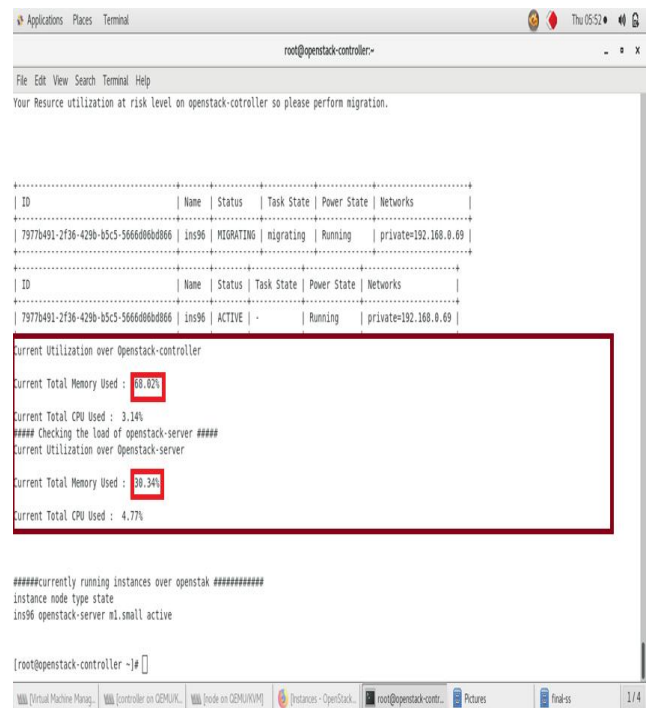 Applications Places Terminal Thu 05:52
root@openstack-controller:~
File Edit View Search Terminal Help
Your Resurce utilization at risk level on openstack-cotroller so please perform migration.
| ID | Name | Status | Task State | Power State | Networks |
| 7977b491-2f36-429b-b5c5-5666d06bd866 | ins96 | MIGRATING | migrating | Running | private=192.168.0.69 |
| ID | Name | Status | Task State | Power State | Networks |
| 7977b491-2f36-429b-b5c5-5666d06bd866 | ins96 | ACTIVE | - | Running | private=192.168.0.69 |
Current Utilization over Openstack-controller
Current Total Memory Used : 68.02%
Current Total CPU Used : 3.14%
##### Checking the load of openstack-server #####
Current Utilization over Openstack-server
Current Total Memory Used : 30.34%
Current Total CPU Used : 4.77%
######currently running instances over openstak ############
instance node type state
ins96 openstack-server m1.small active
[root@openstack-controller ~]#
[Virtual Machine Manag... [controller on QEMU/K... [node on QEMU/KVM] [Instances - OpenStack... root@openstack-contr... Pictures final-ss 1/4